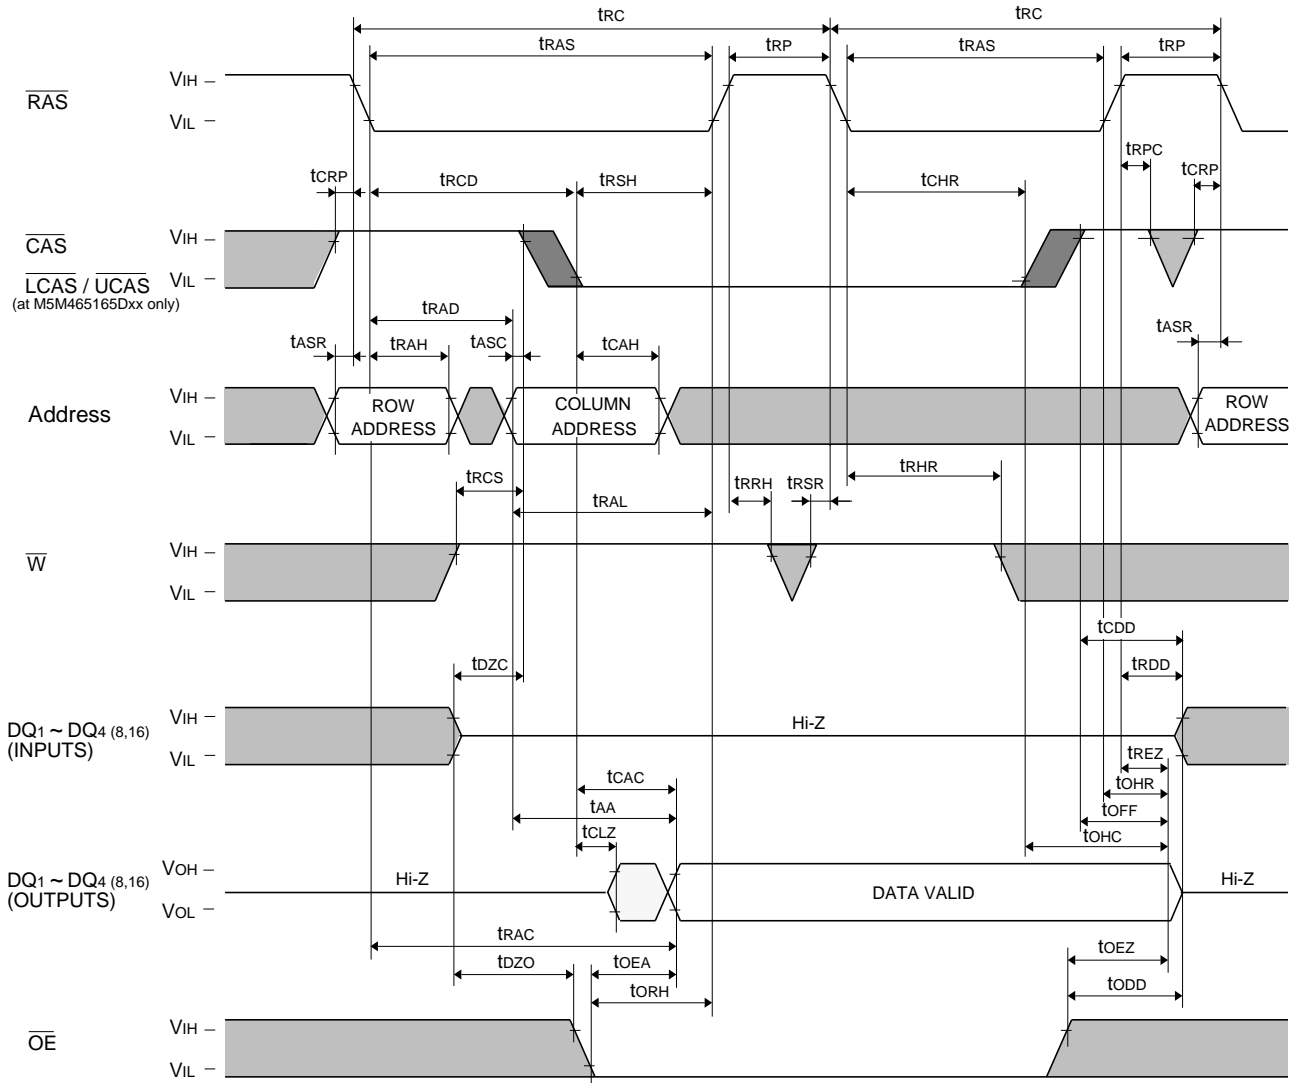 tRC tRC
tRAS tRP tRAS tRP
RAS
VIH
VIL
tCRP tRCD tRSH tCHR tRPC tCRP
CAS
LCAS / UCAS
(at M5M465165Dxx only)
VIH
VIL
tRAD
tASR tRAH tASC tCAH tASR
Address
VIH
VIL
ROW ADDRESS
COLUMN ADDRESS
ROW ADDRESS
tRCS tRAL tRRH tRSR tRHR
W
VIH
VIL
tDZC tCDD tRDD
DQ1 ~ DQ4 (8,16)
(INPUTS)
VIH
VIL
Hi-Z
tREZ
tCAC tOHR
tAA tOFF
tCLZ tOHC
DQ1 ~ DQ4 (8,16)
(OUTPUTS)
VOH
VOL
Hi-Z DATA VALID Hi-Z
tRAC
tDZO tOEA tOEZ
tORH tODD
OE
VIH
VIL